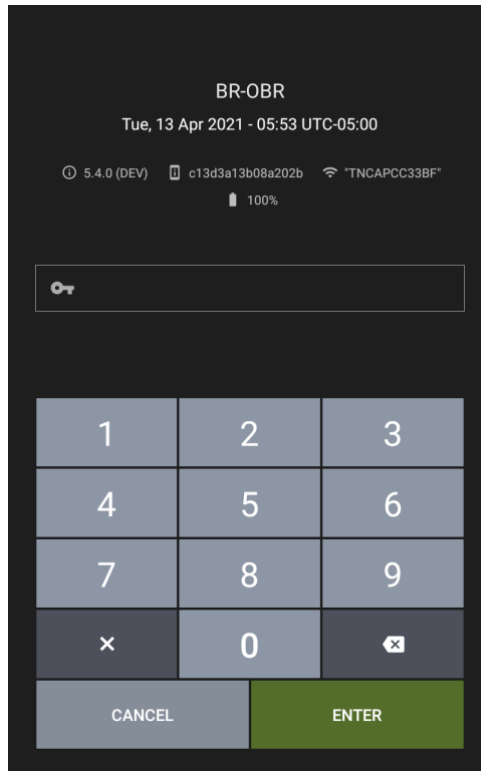 BR-OBR
Tue, 13 Apr 2021 - 05:53 UTC-05:00
5.4.0 (DEV) c13d3a13b08a202b "TNCAPCC33BF"
100%
1 2 3
4 5 6
7 8 9
0
CANCEL ENTER